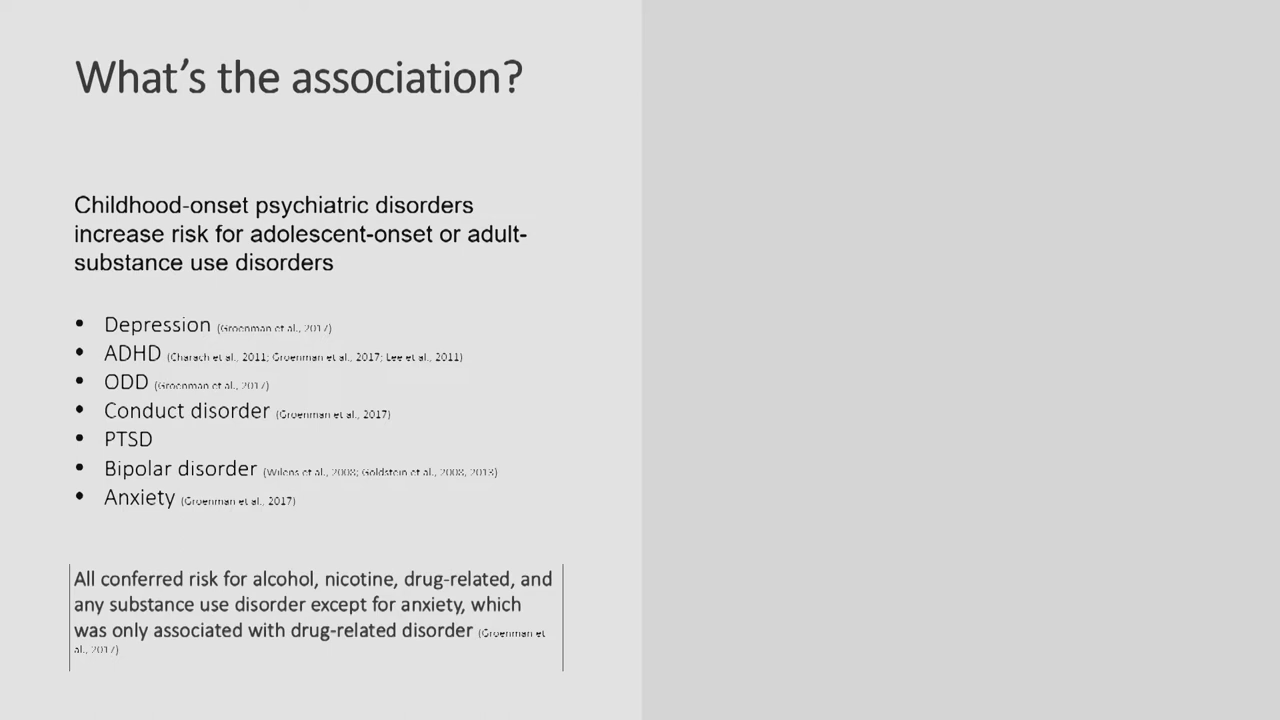 What's the association?
Childhood-onset psychiatric disorders
increase risk for adolescent-onset or adult-
substance use disorders
• Depression (Groenman et al., 2017)
• ADHD (Charach et al., 2011; Groenman et al., 2017; Lee et al., 2011)
• ODD (Groenman et al., 2017)
• Conduct disorder (Groenman et al., 2017)
• PTSD
• Bipolar disorder (Wilens et al., 2008; Goldstein et al., 2008, 2013)
• Anxiety (Groenman et al., 2017)
All conferred risk for alcohol, nicotine, drug-related, and
any substance use disorder except for anxiety, which
was only associated with drug-related disorder (Groenman et
al., 2017)